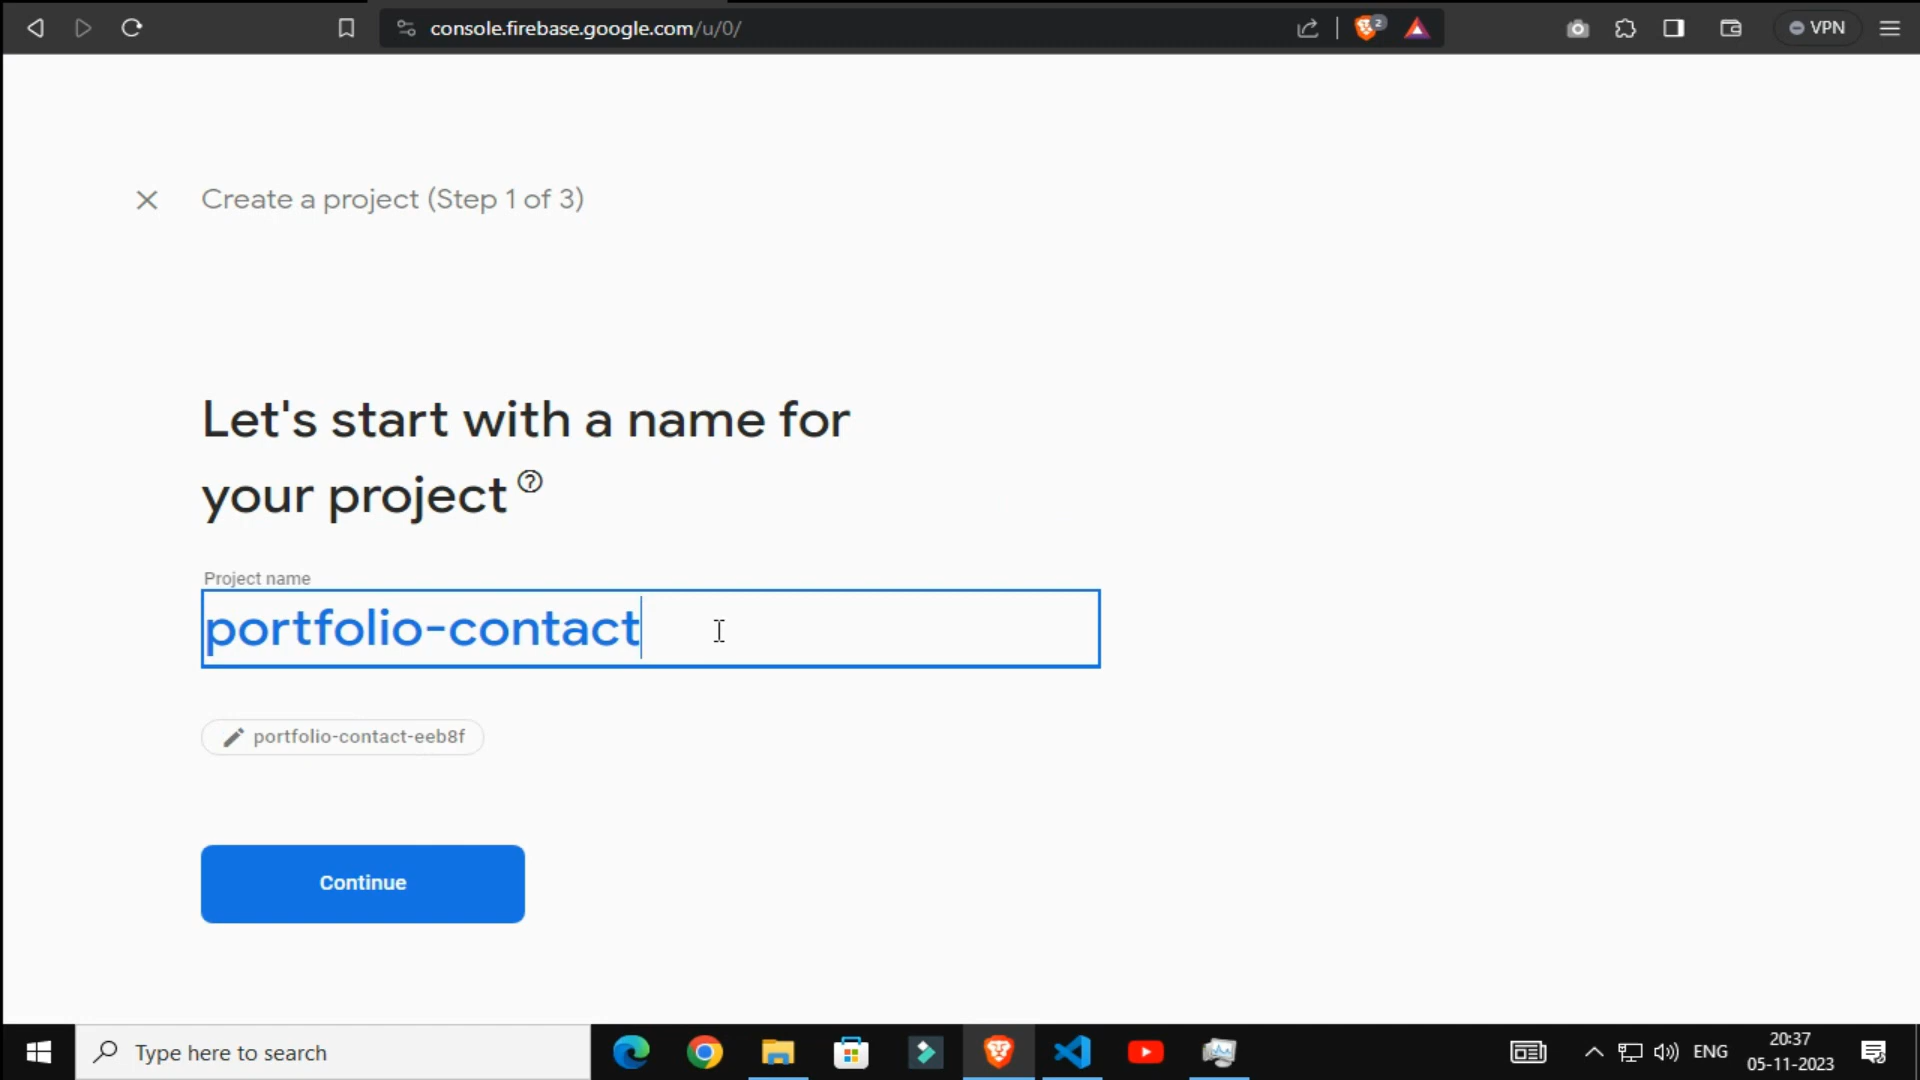 console.firebase.google.com/u/0/
2
VPN
Create a project (Step 1 of 3)
Let's start with a name for
your project
Project name
portfolio-contact
portfolio-contact-eeb8f
Continue
Type here to search
ENG
20:37
05-11-2023